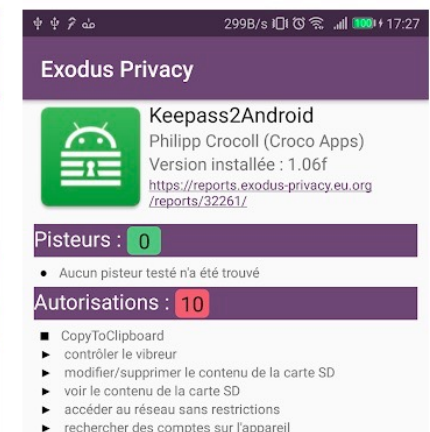 299B/s 100 17:27
Exodus Privacy
Keepass2Android
Philipp Crocoll (Croco Apps)
Version installée : 1.06f
https://reports.exodus-privacy.eu.org
/reports/32261/
Pisteurs : 0
Aucun pisteur testé n'a été trouvé
Autorisations : 10
CopyToClipboard
contrôler le vibreur
modifier/supprimer le contenu de la carte SD
voir le contenu de la carte SD
accéder au réseau sans restrictions
rechercher des comptes sur l'appareil